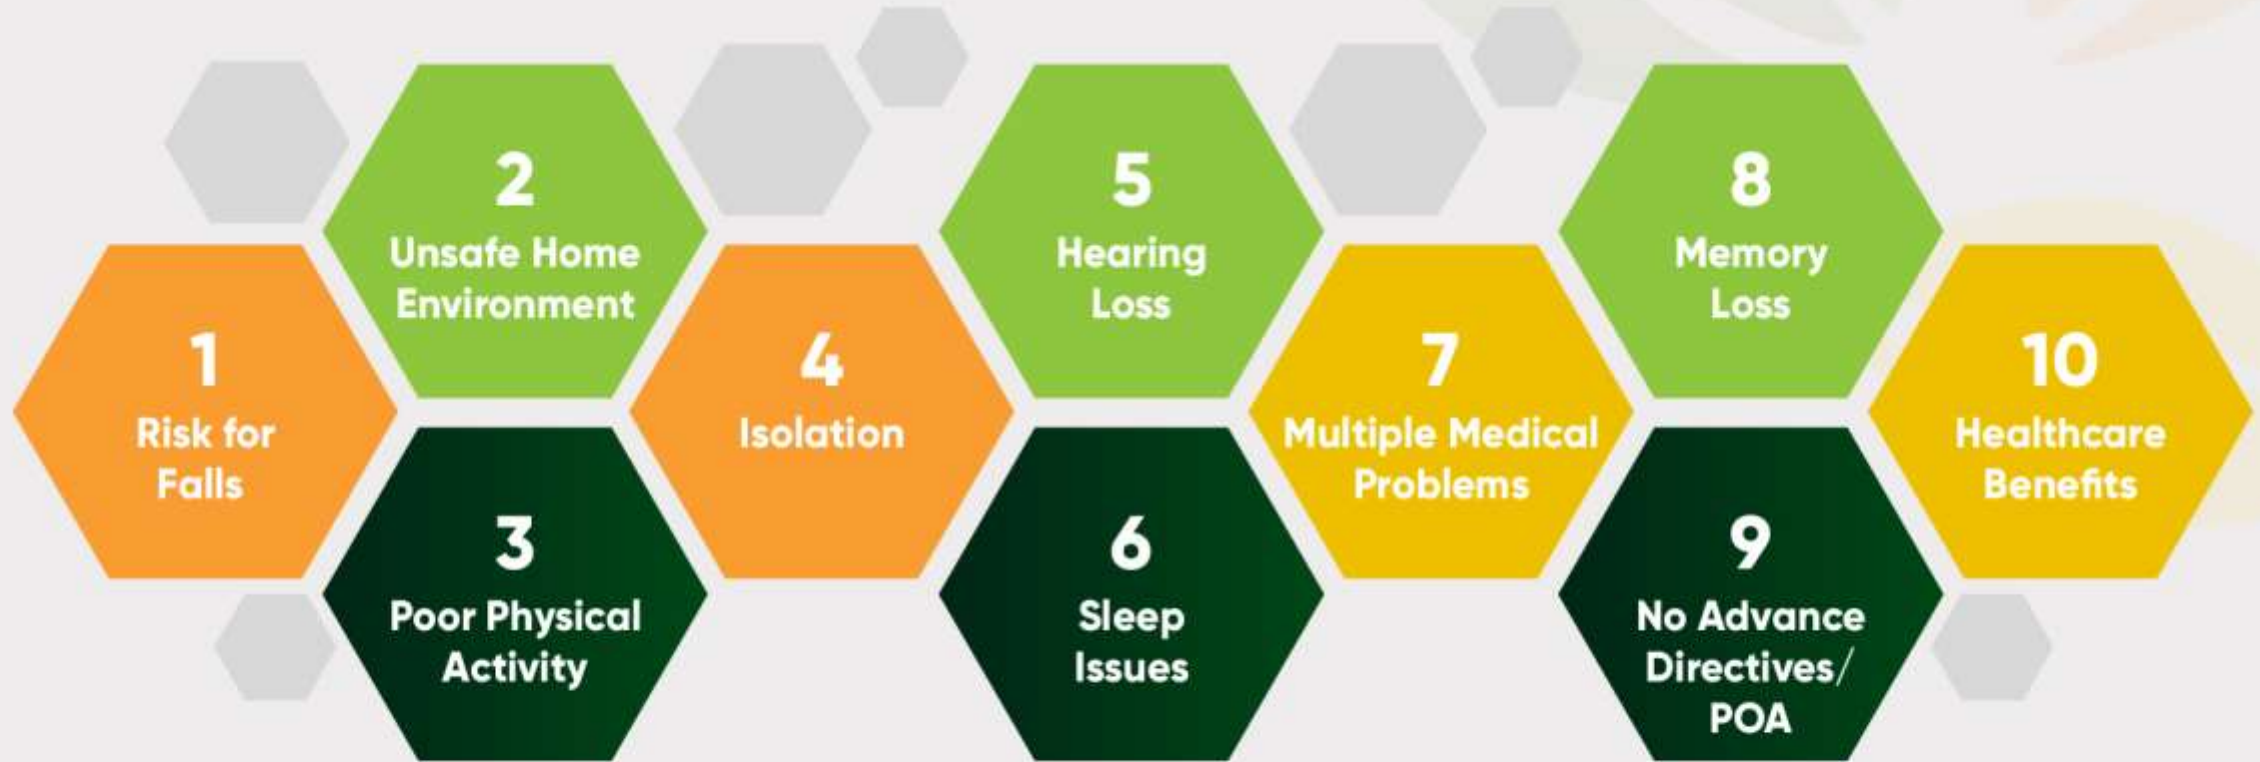 1
Risk for
Falls
2
Unsafe Home
Environment
3
Poor Physical
Activity
4
Isolation
5
Hearing
Loss
6
Sleep
Issues
7
Multiple Medical
Problems
8
Memory
Loss
9
No Advance
Directives/
POA
10
Healthcare
Benefits